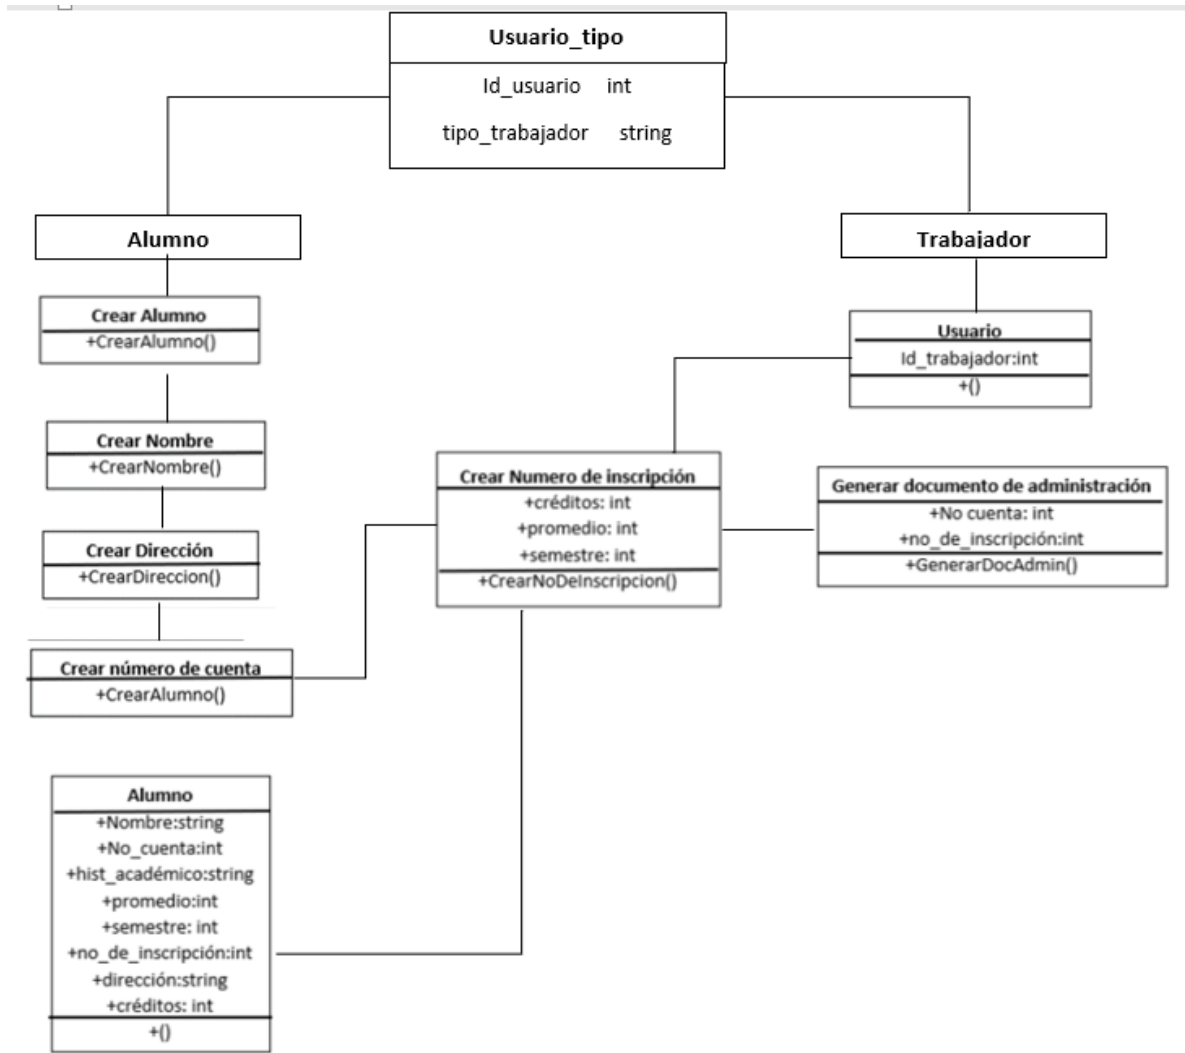 Usuario_tipo
Id_usuario int
tipo_trabajador string
Alumno
Trabajador
Crear Alumno
+CrearAlumno()
Usuario
Id_trabajador:int
+()
Crear Nombre
+CrearNombre()
Crear Numero de inscripción
+créditos: int
+promedio: int
+semestre: int
+CrearNoDeInscripcion()
Generar documento de administración
+No cuenta: int
+no_de_inscripción:int
+GenerarDocAdmin()
Crear Dirección
+CrearDireccion()
Crear número de cuenta
+CrearAlumno()
Alumno
+Nombre:string
+No_cuenta:int
+hist_académico:string
+promedio:int
+semestre: int
+no_de_inscripción:int
+dirección:string
+créditos: int
+()